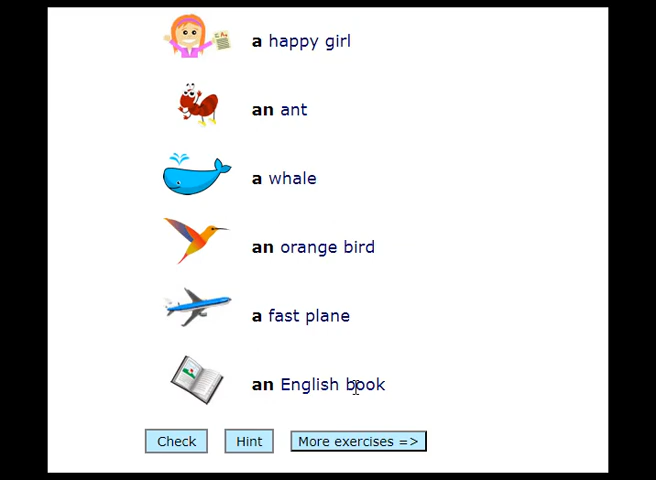 a happy girl
an ant
a whale
an orange bird
a fast plane
an English book
Check Hint More exercises =>